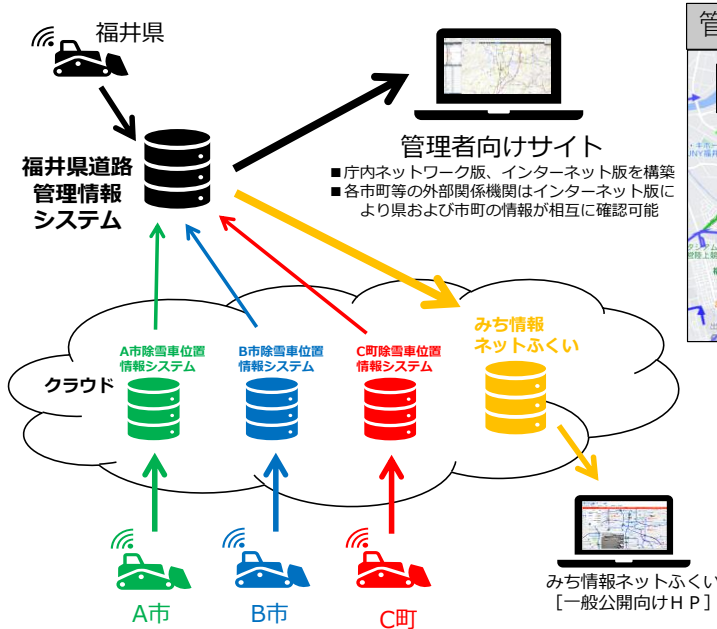 福井県
管
福井県道路
管理情報
システム
管理者向けサイト
■庁内ネットワーク版、インターネット版を構築
■各市町等の外部関係機関はインターネット版に
より県および市町の情報が相互に確認可能
みち情報
ネットふくい
A市除雪車位置
情報システム
B市除雪車位置
情報システム
C町除雪車位置
情報システム
クラウド
A市
B市
C町
みち情報ネットふくい
［一般公開向けＨＰ］